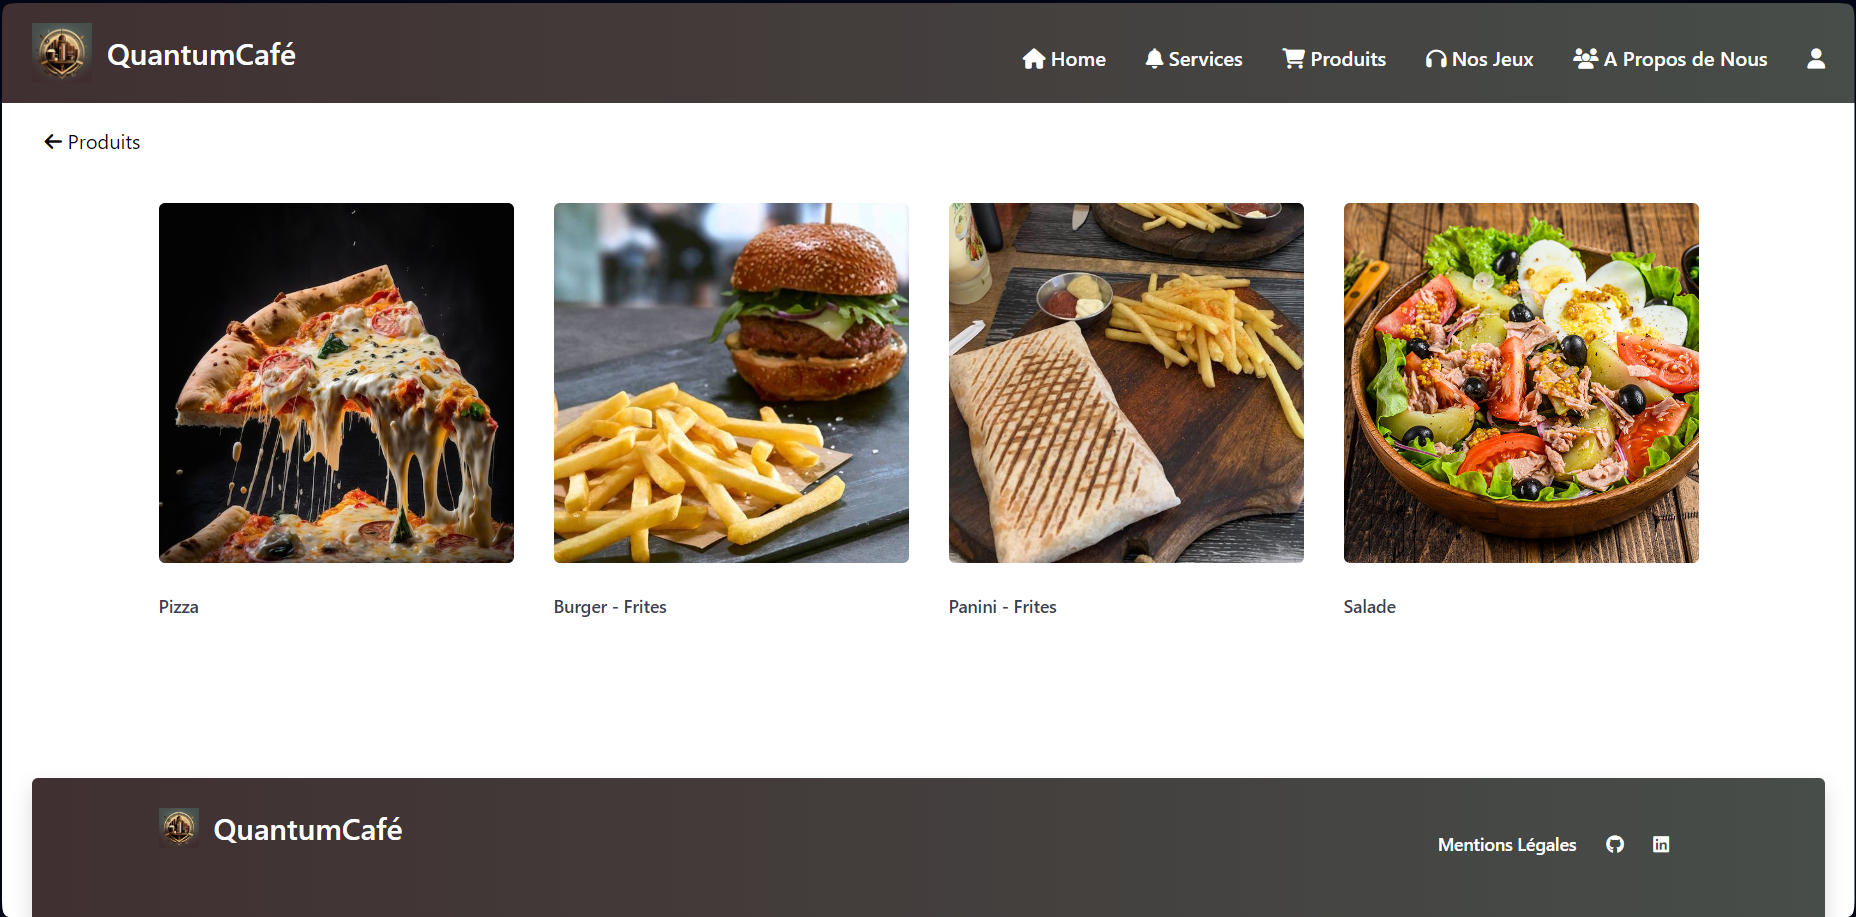 QuantumCafé
Home
Services
Produits
Nos Jeux
A Propos de Nous
Produits
Pizza
Burger - Frites
Panini - Frites
Salade
QuantumCafé
Mentions Légales